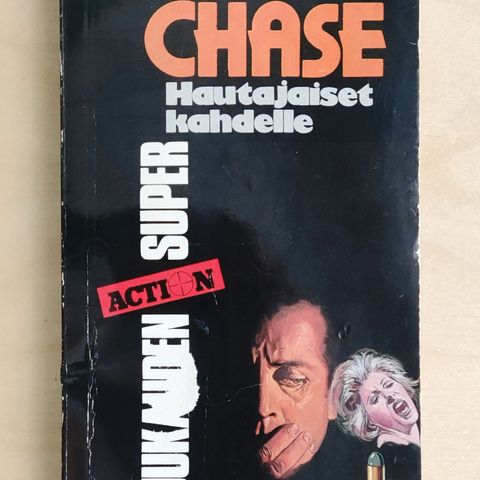 CHASE
Hautajaiset
kahdelle
SUPER
ACTION